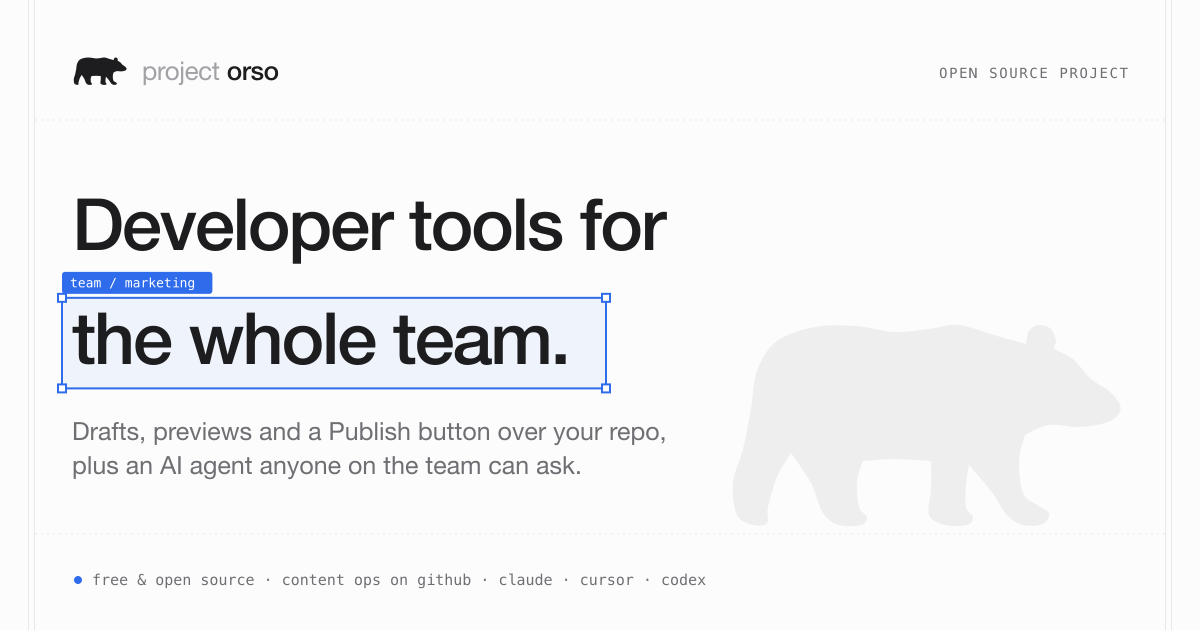 project orso
OPEN SOURCE PROJECT
Developer tools for
team / marketing
the whole team.
Drafts, previews and a Publish button over your repo,
plus an AI agent anyone on the team can ask.
free & open source · content ops on github · claude · cursor · codex